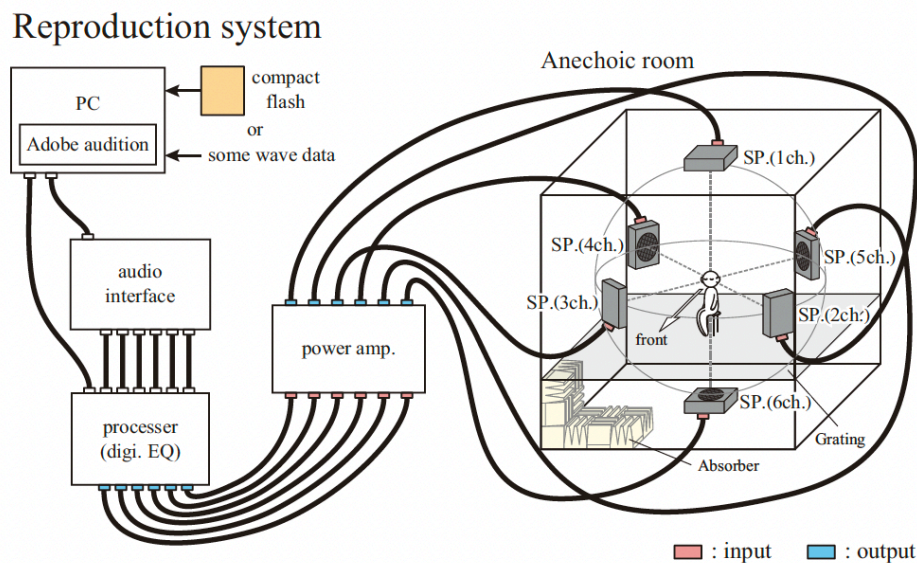 Reproduction system
PC
Adobe audition
compact
flash
or
some wave data
audio
interface
processer
(digi. EQ)
power amp.
Anechoic room
SP.(1ch.)
SP.(4ch.)
SP.(5ch.)
SP.(3ch.)
SP.(2ch.)
front
SP.(6ch.)
Grating
Absorber
: input
: output